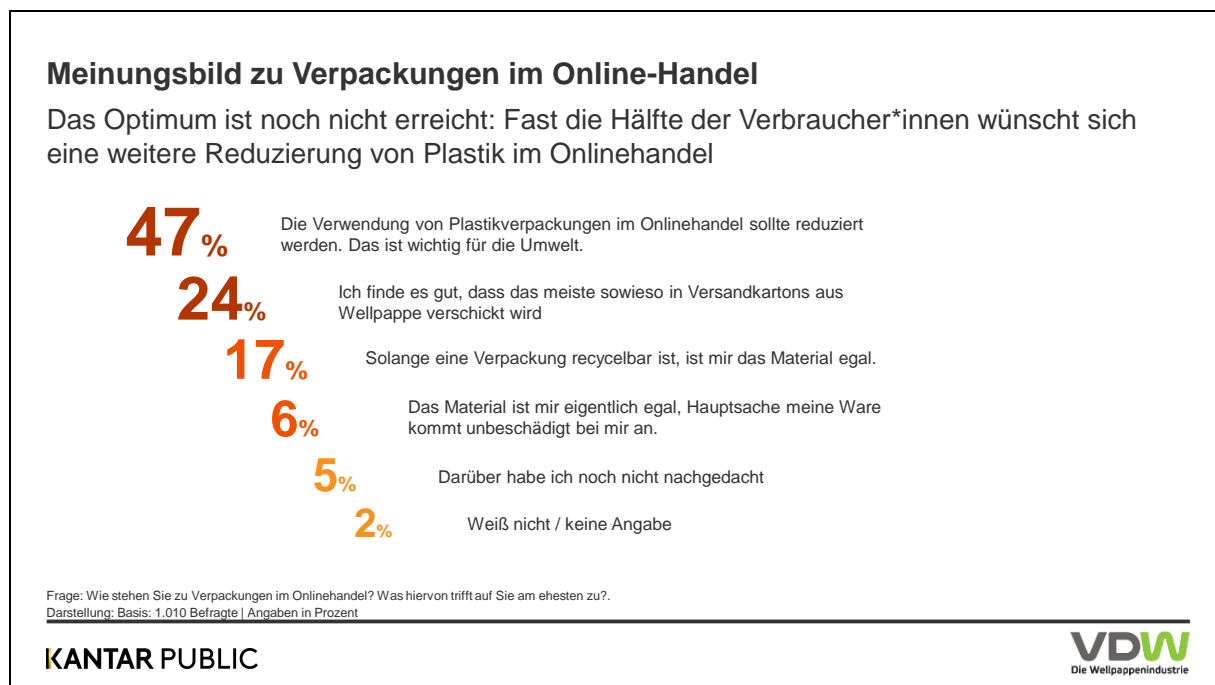 Meinungsbild zu Verpackungen im Online-Handel
Das Optimum ist noch nicht erreicht: Fast die Hälfte der Verbraucher*innen wünscht sich
eine weitere Reduzierung von Plastik im Onlinehandel
47%
Die Verwendung von Plastikverpackungen im Onlinehandel sollte reduziert
werden. Das ist wichtig für die Umwelt.
24%
Ich finde es gut, dass das meiste sowieso in Versandkartons aus
Wellpappe verschickt wird
17%
Solange eine Verpackung recycelbar ist, ist mir das Material egal.
6%
Das Material ist mir eigentlich egal, Hauptsache meine Ware
kommt unbeschädigt bei mir an.
5%
Darüber habe ich noch nicht nachgedacht
2%
Weiß nicht / keine Angabe
Frage: Wie stehen Sie zu Verpackungen im Onlinehandel? Was hiervon trifft auf Sie am ehesten zu?.
Darstellung: Basis: 1.010 Befragte | Angaben in Prozent
KANTAR PUBLIC
VDW
Die Wellpappenindustrie